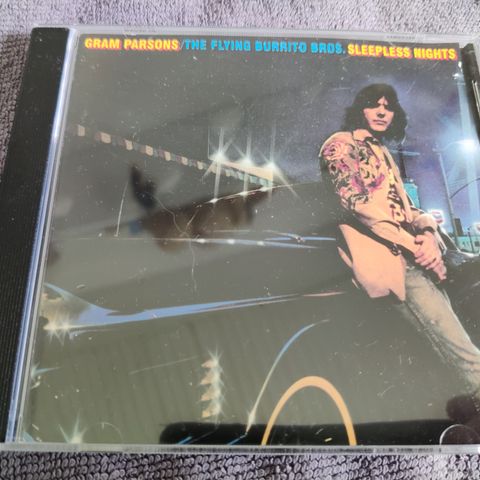 GRAM PARSONS/THE FLYING BURRITO BROS. SLEEPLESS NIGHTS